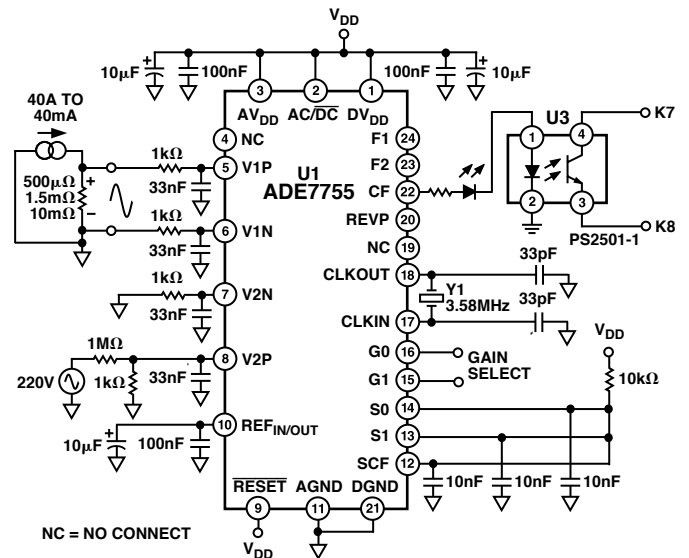 VDD
10μF
100nF
100nF
10μF
40A TO
40mA
3
2
1
AVDD
AC/DC
DVDD
U3
K7
4
NC
F1
24
1
4
1kΩ
5
V1P
U1
ADE7755
F2
23
500μΩ
1.5mΩ
10mΩ
+
−
33nF
CF
22
2
3
K8
PS2501-1
1kΩ
6
V1N
REVP
20
33nF
NC
19
33pF
1kΩ
7
V2N
CLKOUT
18
Y1
3.58MHz
33pF
33nF
CLKIN
17
VDD
1MΩ
8
V2P
G0
16
GAIN
SELECT
220V
1kΩ
33nF
G1
15
10kΩ
10
REFIN/OUT
S0
14
10μF
100nF
S1
13
SCF
12
RESET
AGND
DGND
10nF
10nF
10nF
9
11
21
NC = NO CONNECT
VDD